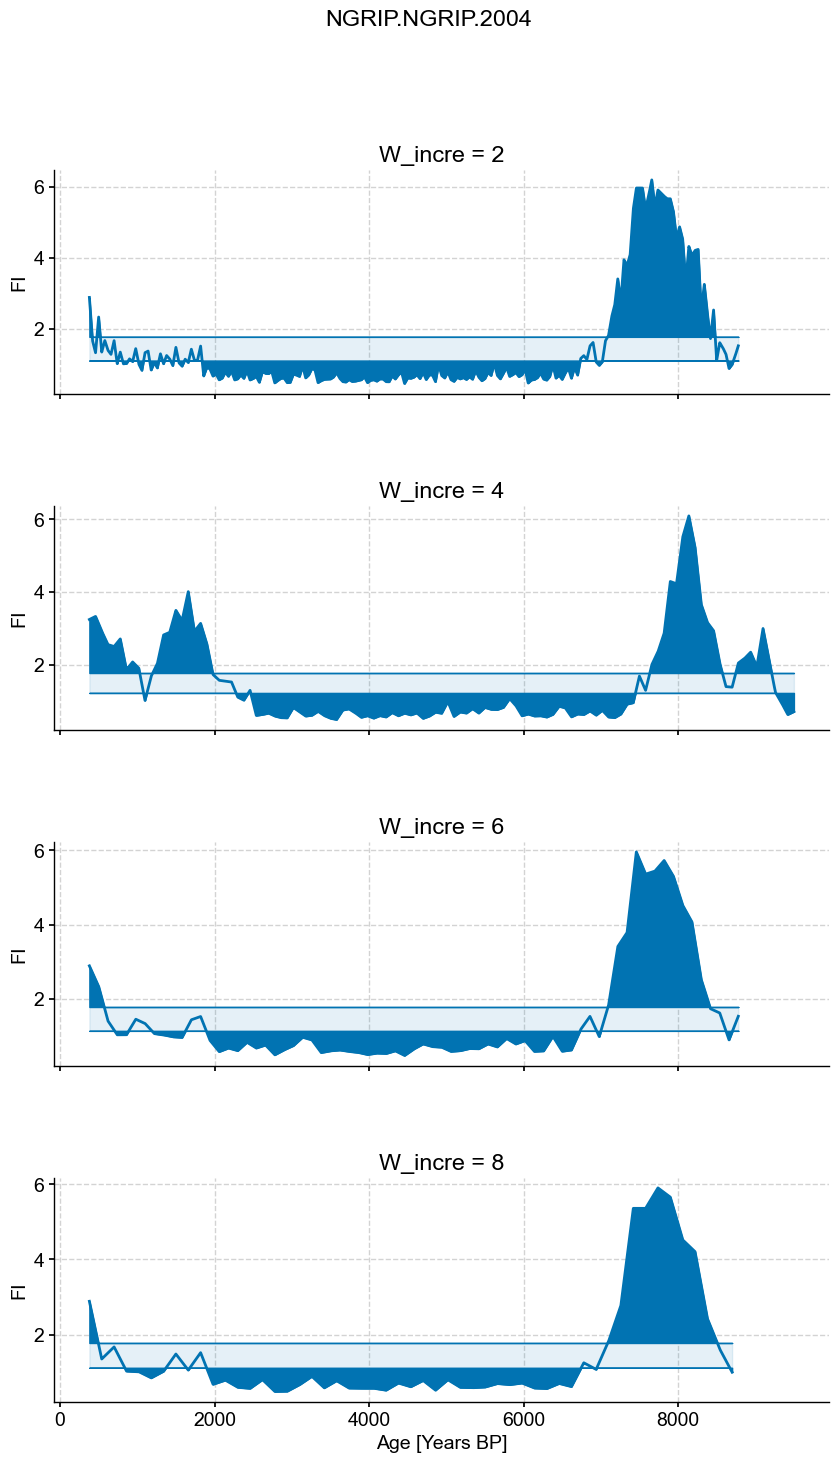 NGRIP.NGRIP.2004
W_incre = 2
6
4
2
FI
W_incre = 4
6
4
2
FI
W_incre = 6
6
4
2
FI
W_incre = 8
6
4
2
FI
0 2000 4000 6000 8000
Age [Years BP]